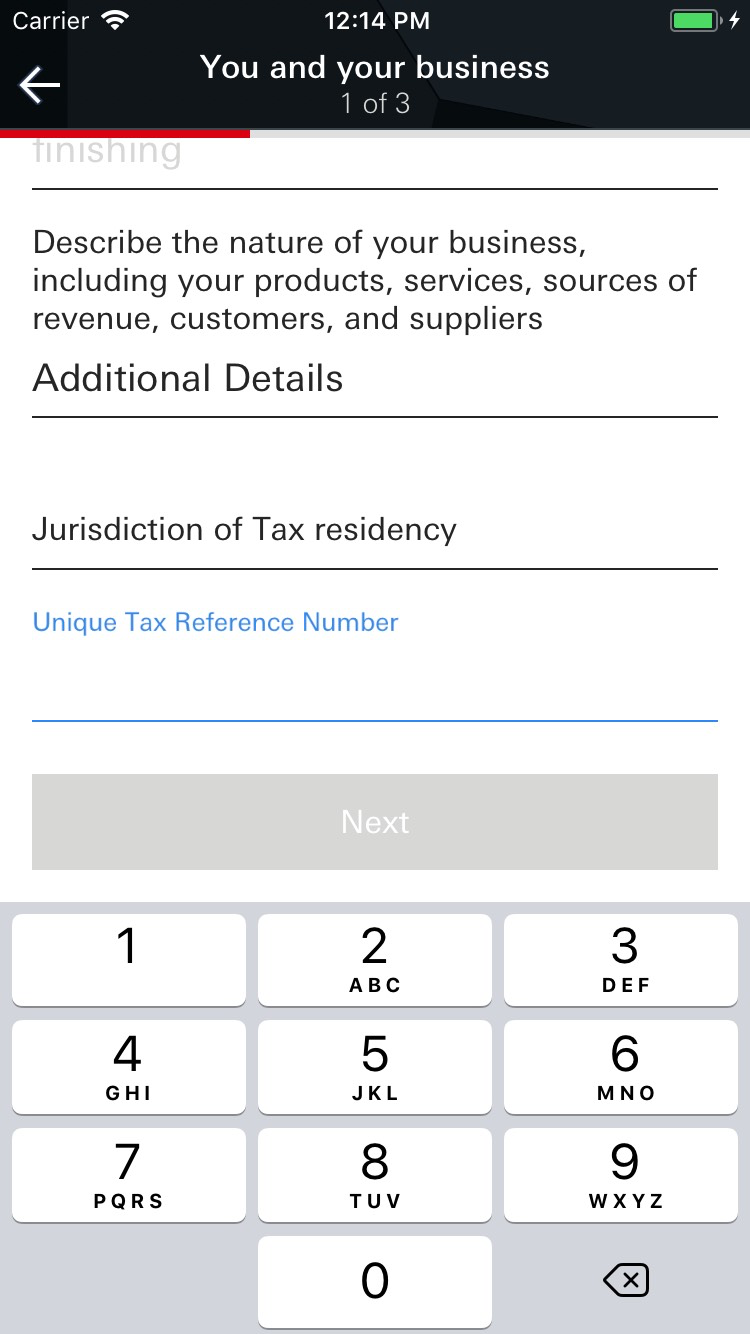 Carrier 12:14 PM
You and your business
1 of 3
finishing
Describe the nature of your business,
including your products, services, sources of
revenue, customers, and suppliers
Additional Details
Jurisdiction of Tax residency
Unique Tax Reference Number
Next
1 2 3
ABC DEF
4 5 6
GHI JKL MNO
7 8 9
PQRS TUV WXYZ
0